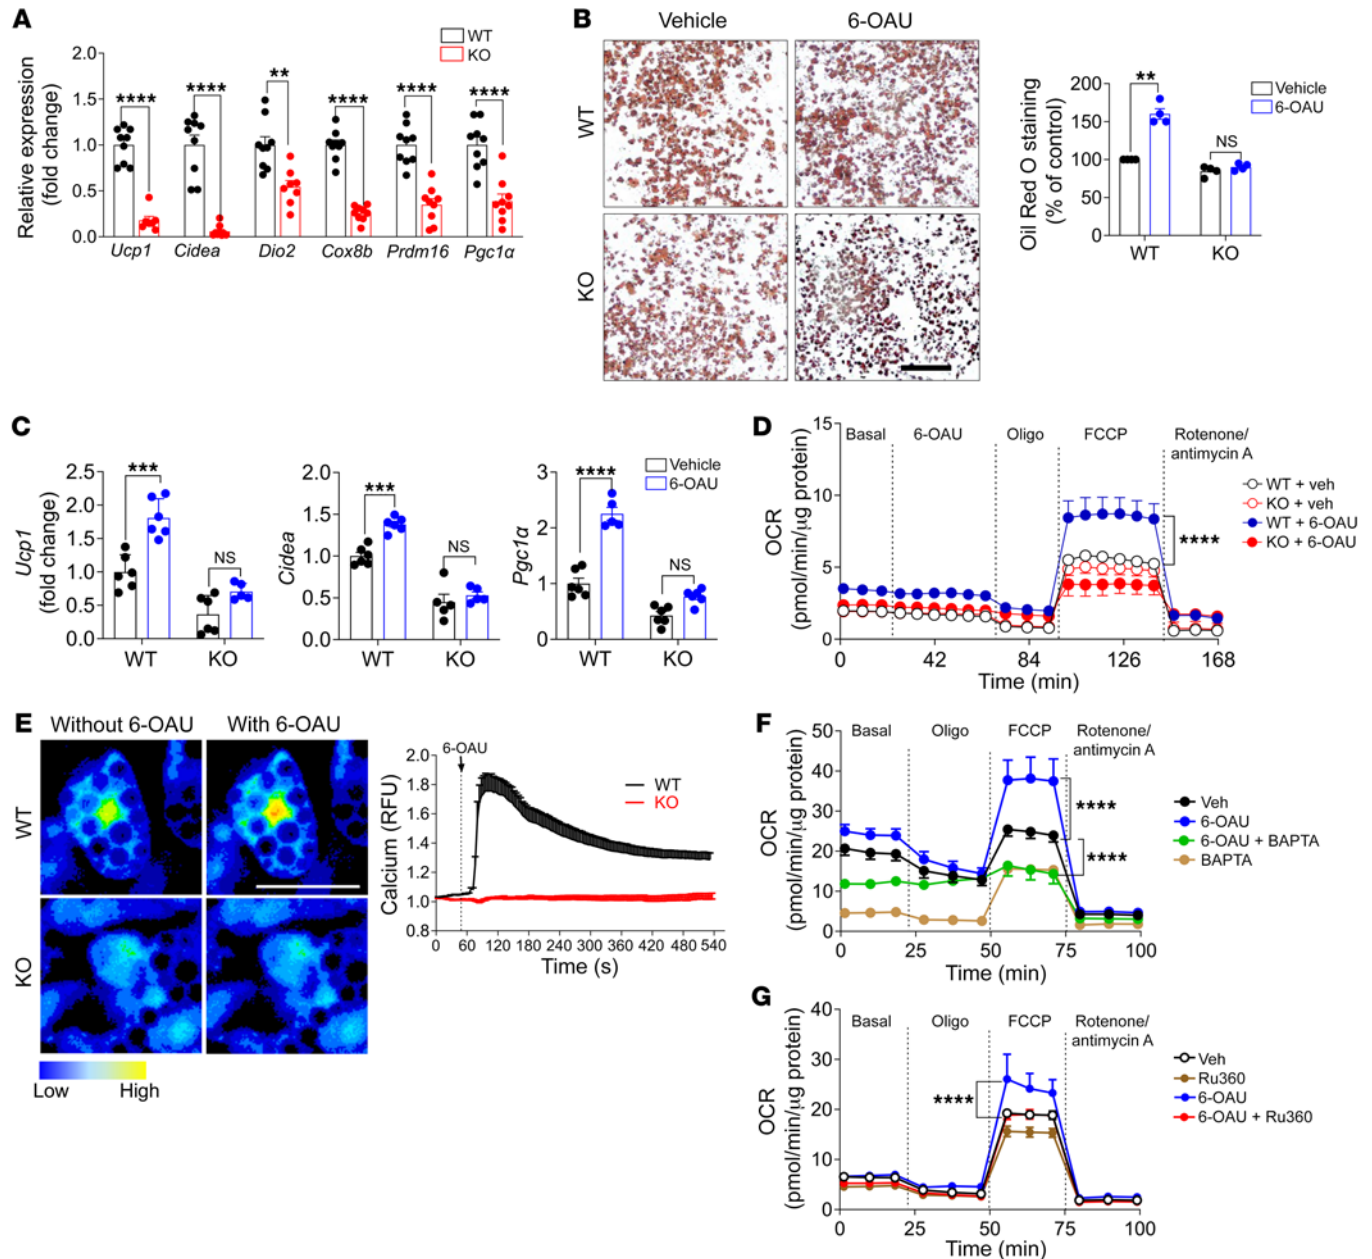 A
WT
KO
Relative expression
(fold change)
2.0
1.5
1.0
0.5
0.0
**** **** ** **** **** ****
Ucp1 Cidea Dio2 Cox8b Prdm16 Pgc1α
B
Vehicle 6-OAU
WT
KO
Vehicle
6-OAU
Oil Red O staining
(% of control)
200
100
0
**
NS
WT KO
C
Ucp1
(fold change)
2.5
2.0
1.5
1.0
0.5
0.0
***
NS
WT KO
Cidea
2.0
1.5
1.0
0.5
0.0
***
NS
WT KO
Pgc1α
3
2
1
0
****
NS
WT KO
Vehicle
6-OAU
D
OCR
(pmol/min/μg protein)
15
10
5
0
Basal 6-OAU Oligo FCCP Rotenone/
antimycin A
WT + veh
KO + veh
WT + 6-OAU
KO + 6-OAU
****
0 42 84 126 168
Time (min)
E
Without 6-OAU With 6-OAU
WT
KO
Low High
Calcium (RFU)
2.0
1.8
1.6
1.4
1.2
1.0
0.8
6-OAU
WT
KO
0 60 120 180 240 300 360 420 480 540
Time (s)
F
OCR
(pmol/min/μg protein)
50
40
30
20
10
0
Basal Oligo FCCP Rotenone/
antimycin A
****
****
Veh
6-OAU
6-OAU + BAPTA
BAPTA
0 25 50 75 100
Time (min)
G
OCR
(pmol/min/μg protein)
40
30
20
10
0
Basal Oligo FCCP Rotenone/
antimycin A
****
Veh
Ru360
6-OAU
6-OAU + Ru360
0 25 50 75 100
Time (min)